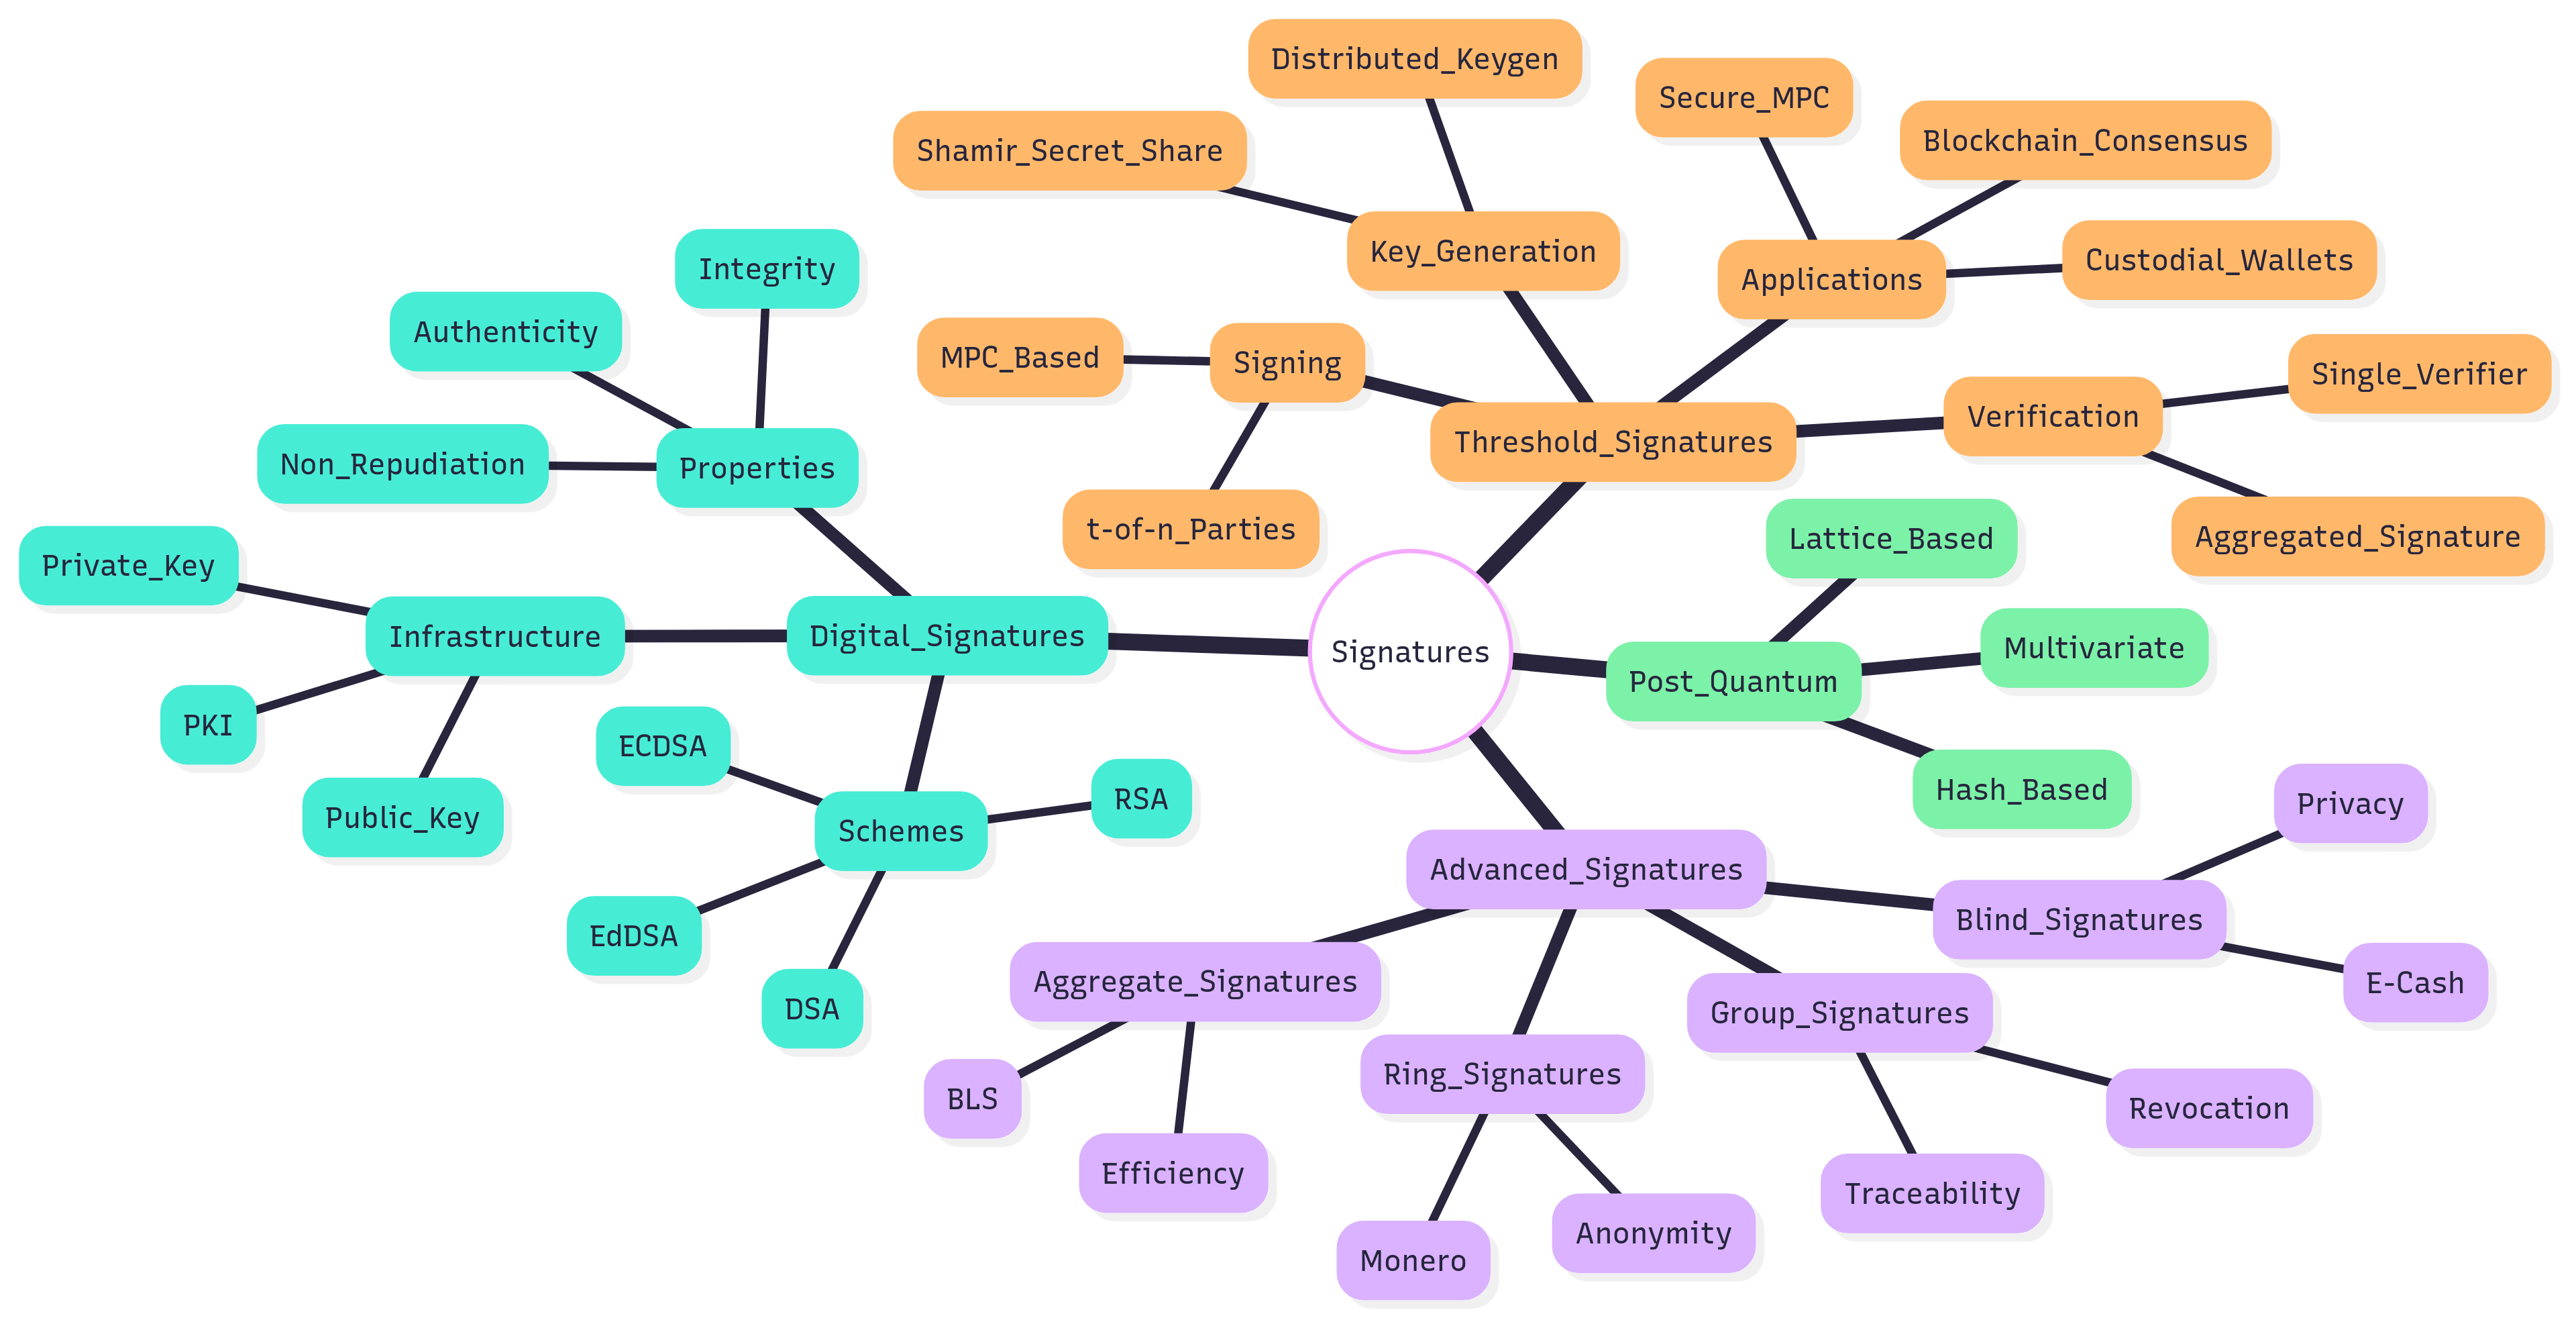 Distributed_Keygen
Secure_MPC
Shamir_Secret_Share
Blockchain_Consensus
Key_Generation
Applications
Custodial_Wallets
Integrity
Authenticity
MPC_Based
Signing
Single_Verifier
Verification
Threshold_Signatures
Non_Repudiation
Properties
t-of-n_Parties
Lattice_Based
Aggregated_Signature
Private_Key
Infrastructure
Digital_Signatures
Signatures
Multivariate
Post_Quantum
PKI
ECDSA
RSA
Hash_Based
Privacy
Public_Key
Schemes
Advanced_Signatures
Blind_Signatures
EdDSA
Aggregate_Signatures
E-Cash
DSA
Group_Signatures
BLS
Ring_Signatures
Revocation
Efficiency
Traceability
Anonymity
Monero